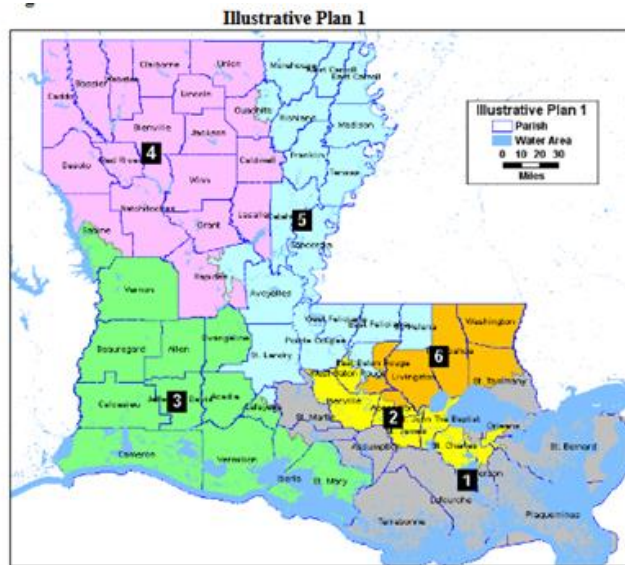 Illustrative Plan 1
Claiborne
Union
Morehouse
West Carroll
East Carroll
Webster
Bossier
Caddo
Lincoln
Ouachita
Richland
Madison
Bienville
Jackson
4
Desoto
Red River
Franklin
Caldwell
Tensas
Winn
Natchitoches
5
Catahoula
Sabine
Grant
Lasalle
Concordia
Rapides
Vernon
Avoyelles
Evangeline
Beauregard
Allen
St. Landry
Pointe Coupee
West Feliciana
East Feliciana
St. Helena
Washington
6
East Baton Rouge
West Baton Rouge
Livingston
St. Tammany
Calcasieu
Jefferson Davis
3
Acadia
Lafayette
St. Martin
Iberville
2
St. James
John The Baptist
Orleans
Assumption
St. Charles
St. Bernard
Cameron
Vermilion
Iberia
St. Mary
Lafourche
1
Terrebonne
Plaquemines
Illustrative Plan 1
Parish
Water Area
0 10 20 30
Miles